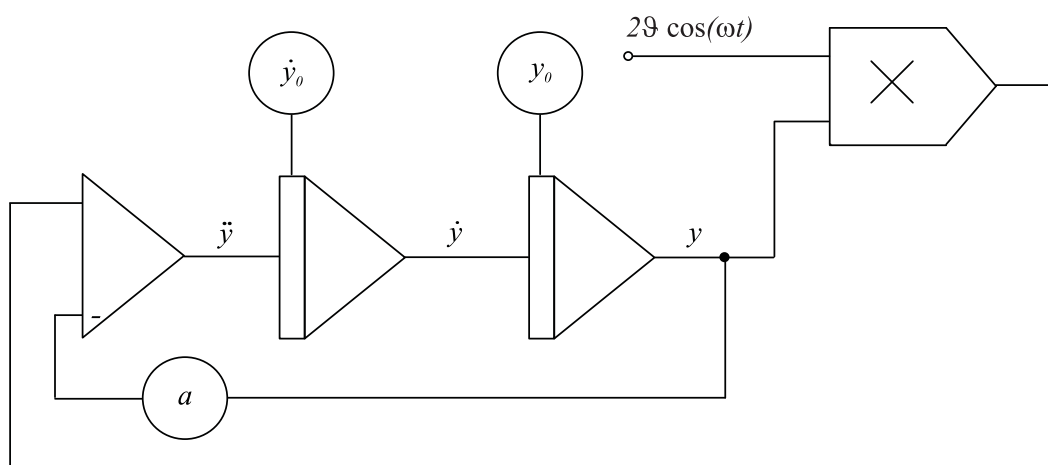 2ϑ cos(ωt)
ẏ₀
y₀
ÿ
ẏ
y
-
a